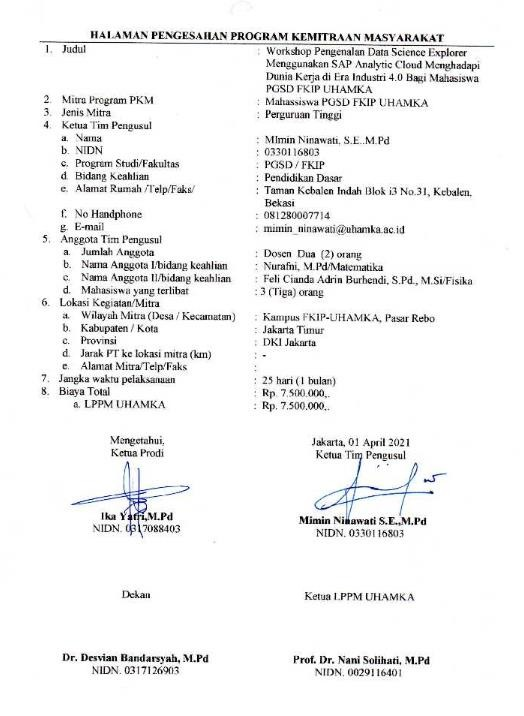 HALAMAN PENGESAHAN PROGRAM KEMITRAAN MASYARAKAT
1. Judul : Workshop Pengenalan Data Science Explorer
Menggunakan SAP Analytic Cloud Menghadapi
Dunia Kerja di Era Industri 4.0 Bagi Mahasiswa
PGSD FKIP UHAMKA
2. Mitra Program PKM : Mahassiswa PGSD FKIP UHAMKA
3. Jenis Mitra : Perguruan Tinggi
4. Ketua Tim Pengusul
a. Nama : Mimin Ninawati, S.E..M.Pd
b. NIDN : 0330116803
c. Program Studi/Fakultas : PGSD / FKIP
d. Bidang Keahlian : Pendidikan Dasar
e. Alamat Rumah /Telp/Faks/ : Taman Kebalen Indah Blok i3 No.31, Kebalen,
Bekasi
f. No Handphone : 081280007714
g. E-mail : mimin_ninawati@uhamka.ac.id
5. Anggota Tim Pengusul
a. Jumlah Anggota : Dosen Dua (2) orang
b. Nama Anggota I/bidang keahlian : Nurafni, M.Pd/Matematika
c. Nama Anggota II/bidang keahlian : Feli Cianda Adrin Burhendi, S.Pd., M.Si/Fisika
d. Mahasiswa yang terlibat : 3 (Tiga) orang
6. Lokasi Kegiatan/Mitra
a. Wilayah Mitra (Desa / Kecamatan) : Kampus FKIP-UHAMKA, Pasar Rebo
b. Kabupaten / Kota : Jakarta Timur
c. Provinsi : DKI Jakarta
d. Jarak PT ke lokasi mitra (km) : -
e. Alamat Mitra/Telp/Faks :
7. Jangka waktu pelaksanaan : 25 hari (1 bulan)
8. Biaya Total : Rp. 7.500.000,.
a. LPPM UHAMKA : Rp. 7.500.000,.
Mengetahui,
Ketua Prodi
Ika Yatri,M.Pd
NIDN. 0317088403
Jakarta, 01 April 2021
Ketua Tim Pengusul
Mimin Ninawati S.E.,M.Pd
NIDN. 0330116803
Dekan
Dr. Desvian Bandarsyah, M.Pd
NIDN. 0317126903
Ketua LPPM UHAMKA
Prof. Dr. Nani Solihati, M.Pd
NIDN. 0029116401